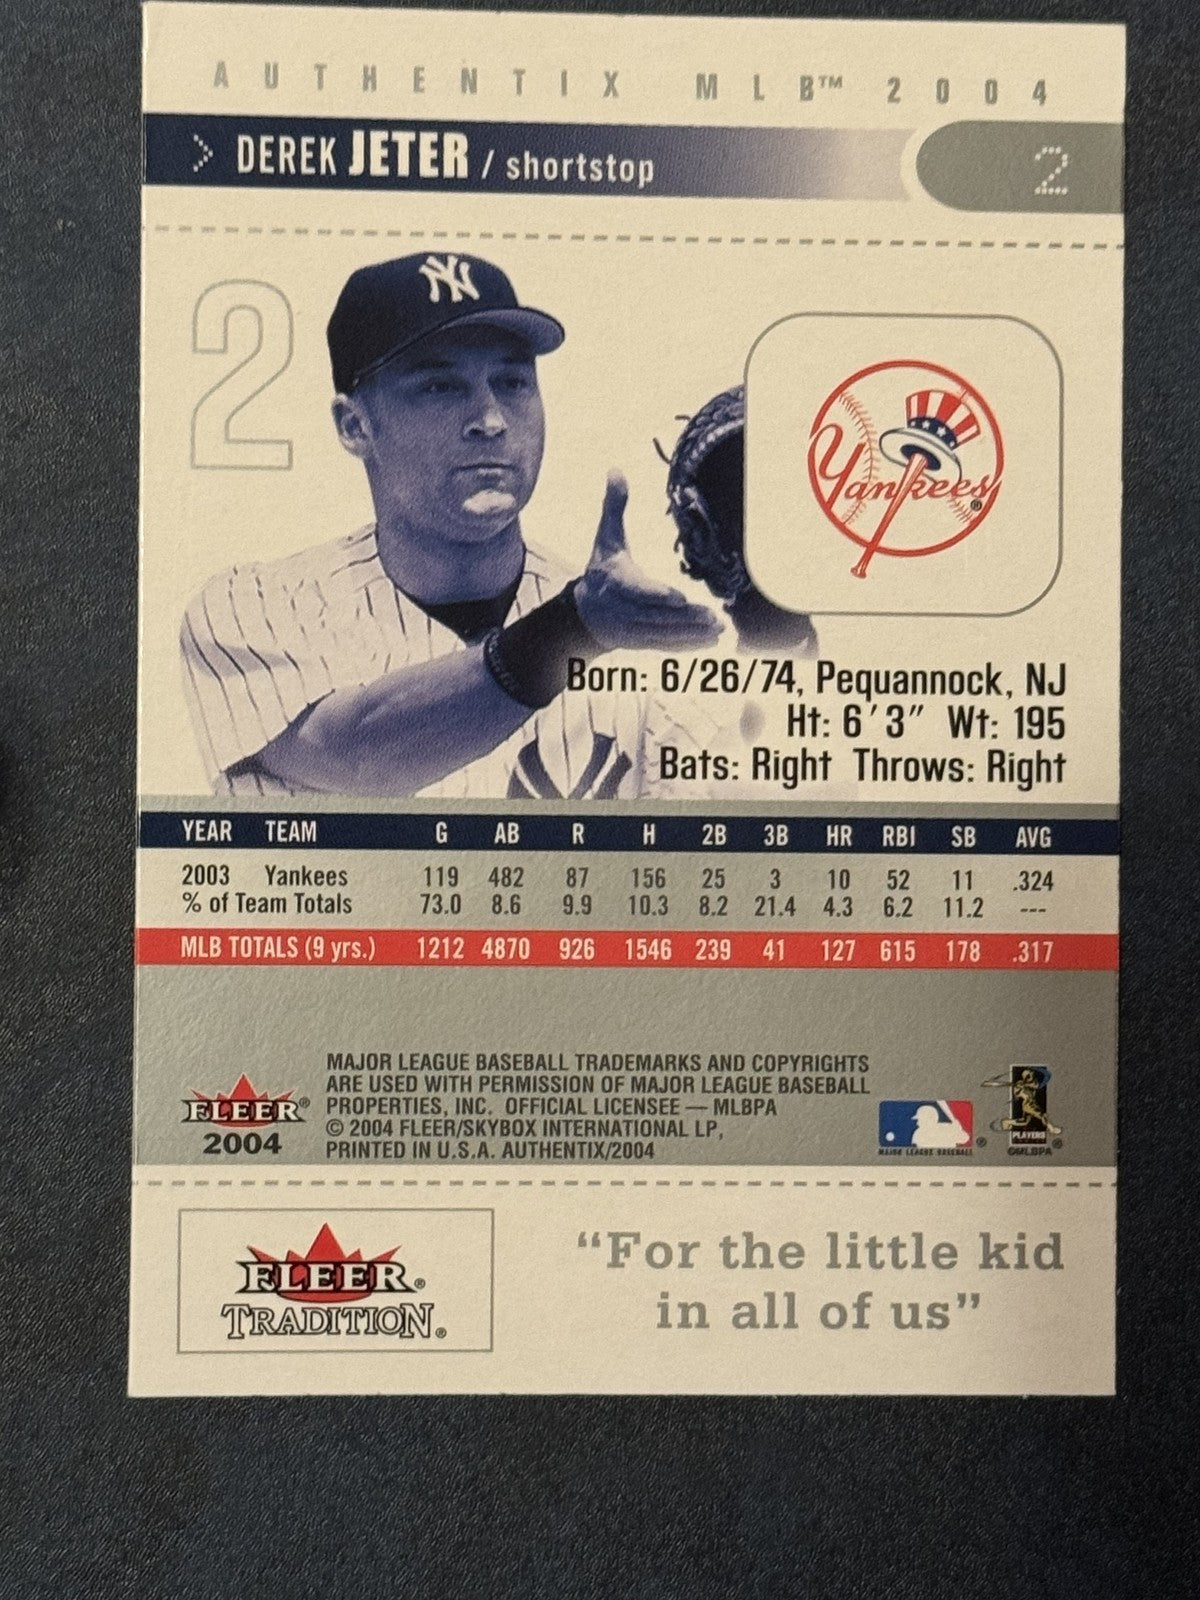 AUTHENTIX MLB™ 2004
DEREK JETER / shortstop
2
2
NY
Yankees®
Born: 6/26/74, Pequannock, NJ
Ht: 6'3" Wt: 195
Bats: Right Throws: Right
YEAR TEAM G AB R H 2B 3B HR RBI SB AVG
2003 Yankees 119 482 87 156 25 3 10 52 11 .324
% of Team Totals 73.0 8.6 9.9 10.3 8.2 21.4 4.3 6.2 11.2 ---
MLB TOTALS (9 yrs.) 1212 4870 926 1546 239 41 127 615 178 .317
MAJOR LEAGUE BASEBALL TRADEMARKS AND COPYRIGHTS
ARE USED WITH PERMISSION OF MAJOR LEAGUE BASEBALL
PROPERTIES, INC. OFFICIAL LICENSEE — MLBPA
© 2004 FLEER/SKYBOX INTERNATIONAL LP,
PRINTED IN U.S.A. AUTHENTIX/2004
FLEER®
2004
MAJOR LEAGUE BASEBALL ®
PLAYERS ®
©MLBPA
FLEER®
TRADITION®
“For the little kid
in all of us”